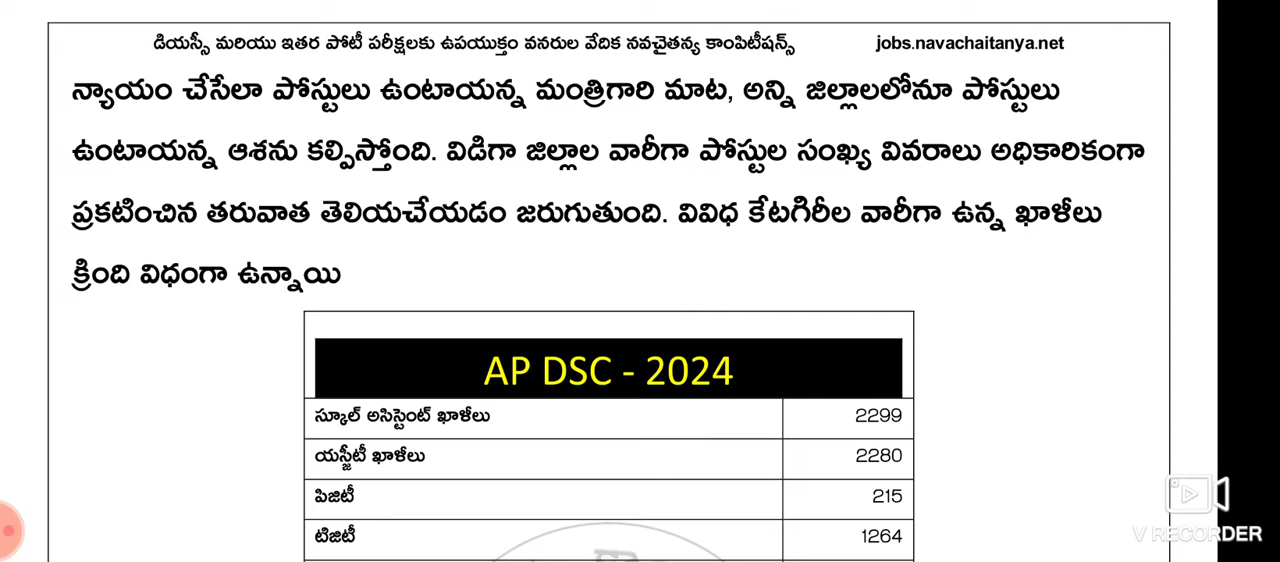 డియస్సీ మరియు ఇతర పోటీ పరీక్షలకు ఉపయుక్తం వనరుల వేదిక నవచైతన్య కాంపిటీషన్స్ jobs.navachaitanya.net
న్యాయం చేసేలా పోస్టులు ఉంటాయన్న మంత్రిగారి మాట, అన్ని జిల్లాలలోనూ పోస్టులు
ఉంటాయన్న ఆశను కల్పిస్తోంది. విడిగా జిల్లాల వారీగా పోస్టుల సంఖ్య వివరాలు అధికారికంగా
ప్రకటించిన తరువాత తెలియచేయడం జరుగుతుంది. వివిధ కేటగిరీల వారీగా ఉన్న ఖాళీలు
క్రింది విధంగా ఉన్నాయి
AP DSC - 2024
స్కూల్ అసిస్టెంట్ ఖాళీలు 2299
యస్జీటీ ఖాళీలు 2280
పిజిటీ 215
టిజిటీ 1264
V RECORDER